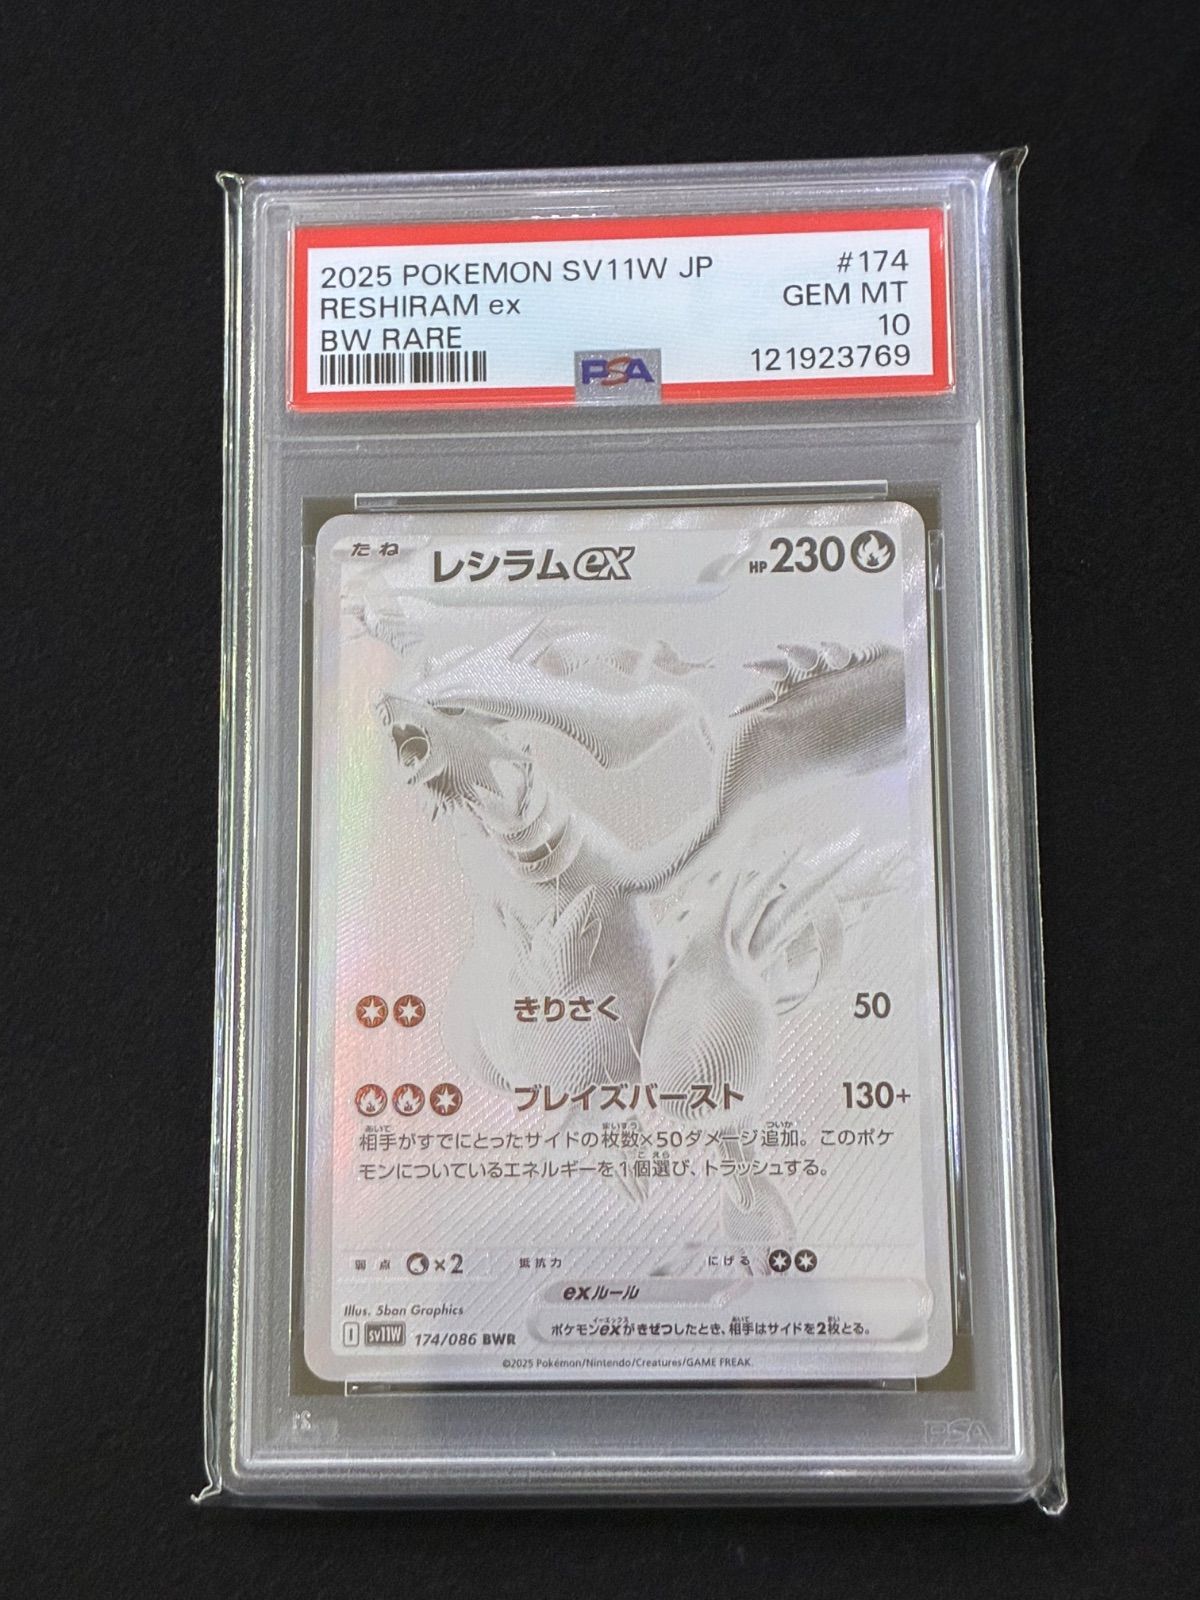 2025 POKEMON SV11W JP #174
RESHIRAM ex GEM MT
BW RARE 10
121923769
PSA
たね レシラムex HP230
きりさく 50
ブレイズバースト 130+
相手がすでにとったサイドの枚数×50ダメージ追加。このポケ
モンについているエネルギーを1個選び、トラッシュする。
弱点 ×2 抵抗力 にげる
exルール
ポケモンexがきぜつしたとき、相手はサイドを2枚とる。
Illus. 5ban Graphics
I sv11W 174/086 BWR
©2025 Pokémon/Nintendo/Creatures/GAME FREAK.
PSA